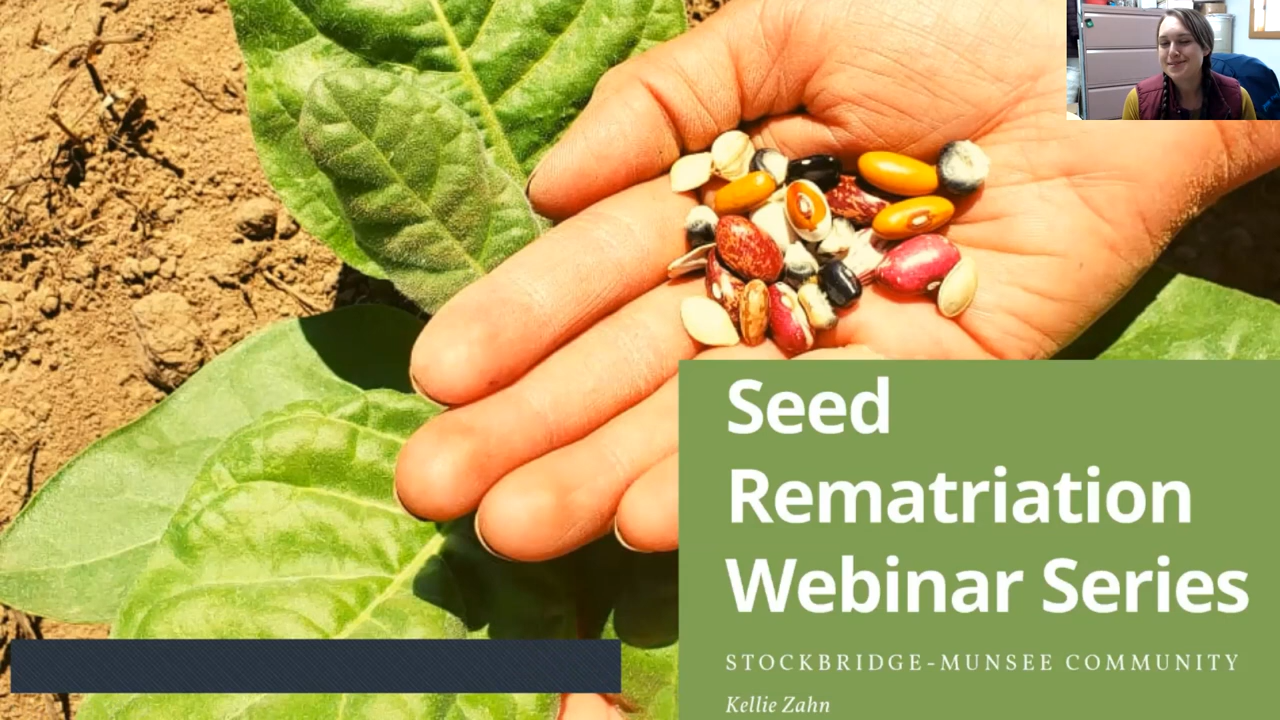 Seed
Rematriation
Webinar Series
STOCKBRIDGE-MUNSEE COMMUNITY
Kellie Zahn